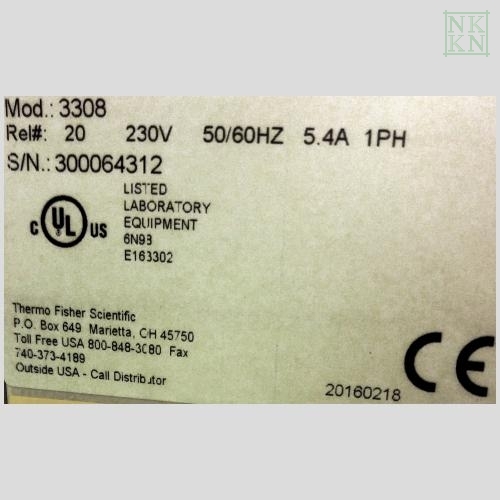 NK
KN
Mod.: 3308
Rel#: 20 230V 50/60HZ 5.4A 1PH
S/N.: 300064312
LISTED
LABORATORY
EQUIPMENT
6N93
E163302
c UL US
Thermo Fisher Scientific
P.O. Box 649 Marietta, OH 45750
Toll Free USA 800-848-3080 Fax
740-373-4189
Outside USA - Call Distributor
20160218
CE